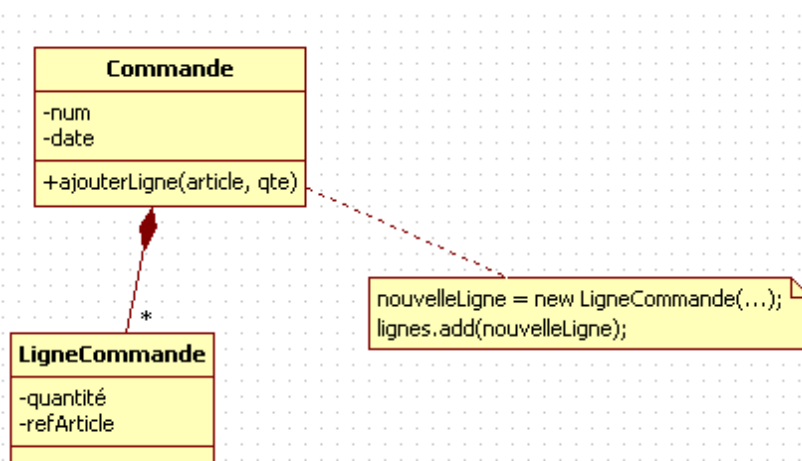 Commande
-num
-date
+ajouterLigne(article, qte)
*
nouvelleLigne = new LigneCommande(...);
lignes.add(nouvelleLigne);
LigneCommande
-quantité
-refArticle